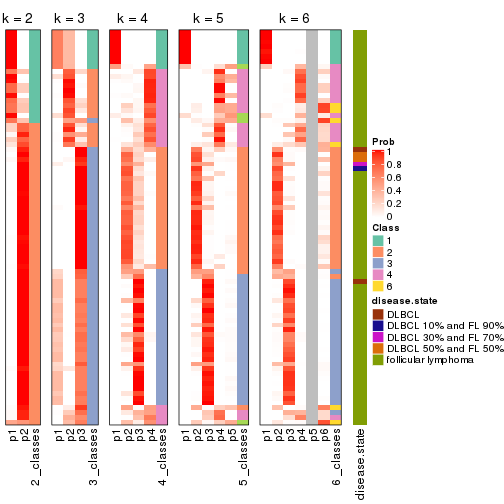 k = 2
k = 3
k = 4
k = 5
k = 6
Prob
1
0.8
0.6
0.4
0.2
0
Class
1
2
3
4
6
disease.state
DLBCL
DLBCL 10% and FL 90%
DLBCL 30% and FL 70%
DLBCL 50% and FL 50%
follicular lymphoma
p1
p2
2_classes
p1
p2
p3
3_classes
p1
p2
p3
p4
4_classes
p1
p2
p3
p4
p5
5_classes
p1
p2
p3
p4
p5
p6
6_classes
disease.state